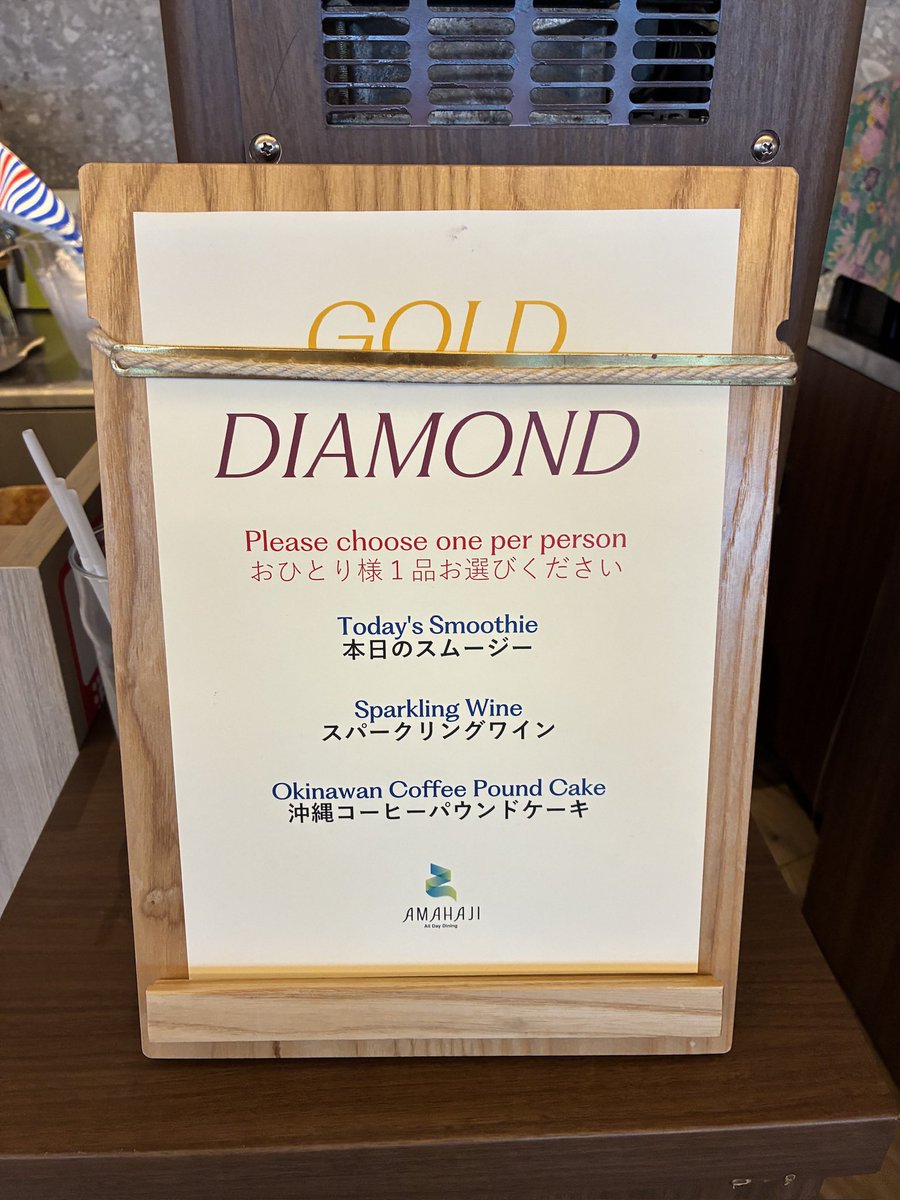 GOLD
DIAMOND
Please choose one per person
おひとり様１品お選びください
Today's Smoothie
本日のスムージー
Sparkling Wine
スパークリングワイン
Okinawan Coffee Pound Cake
沖縄コーヒーパウンドケーキ
AMAHAJI
All Day Dining